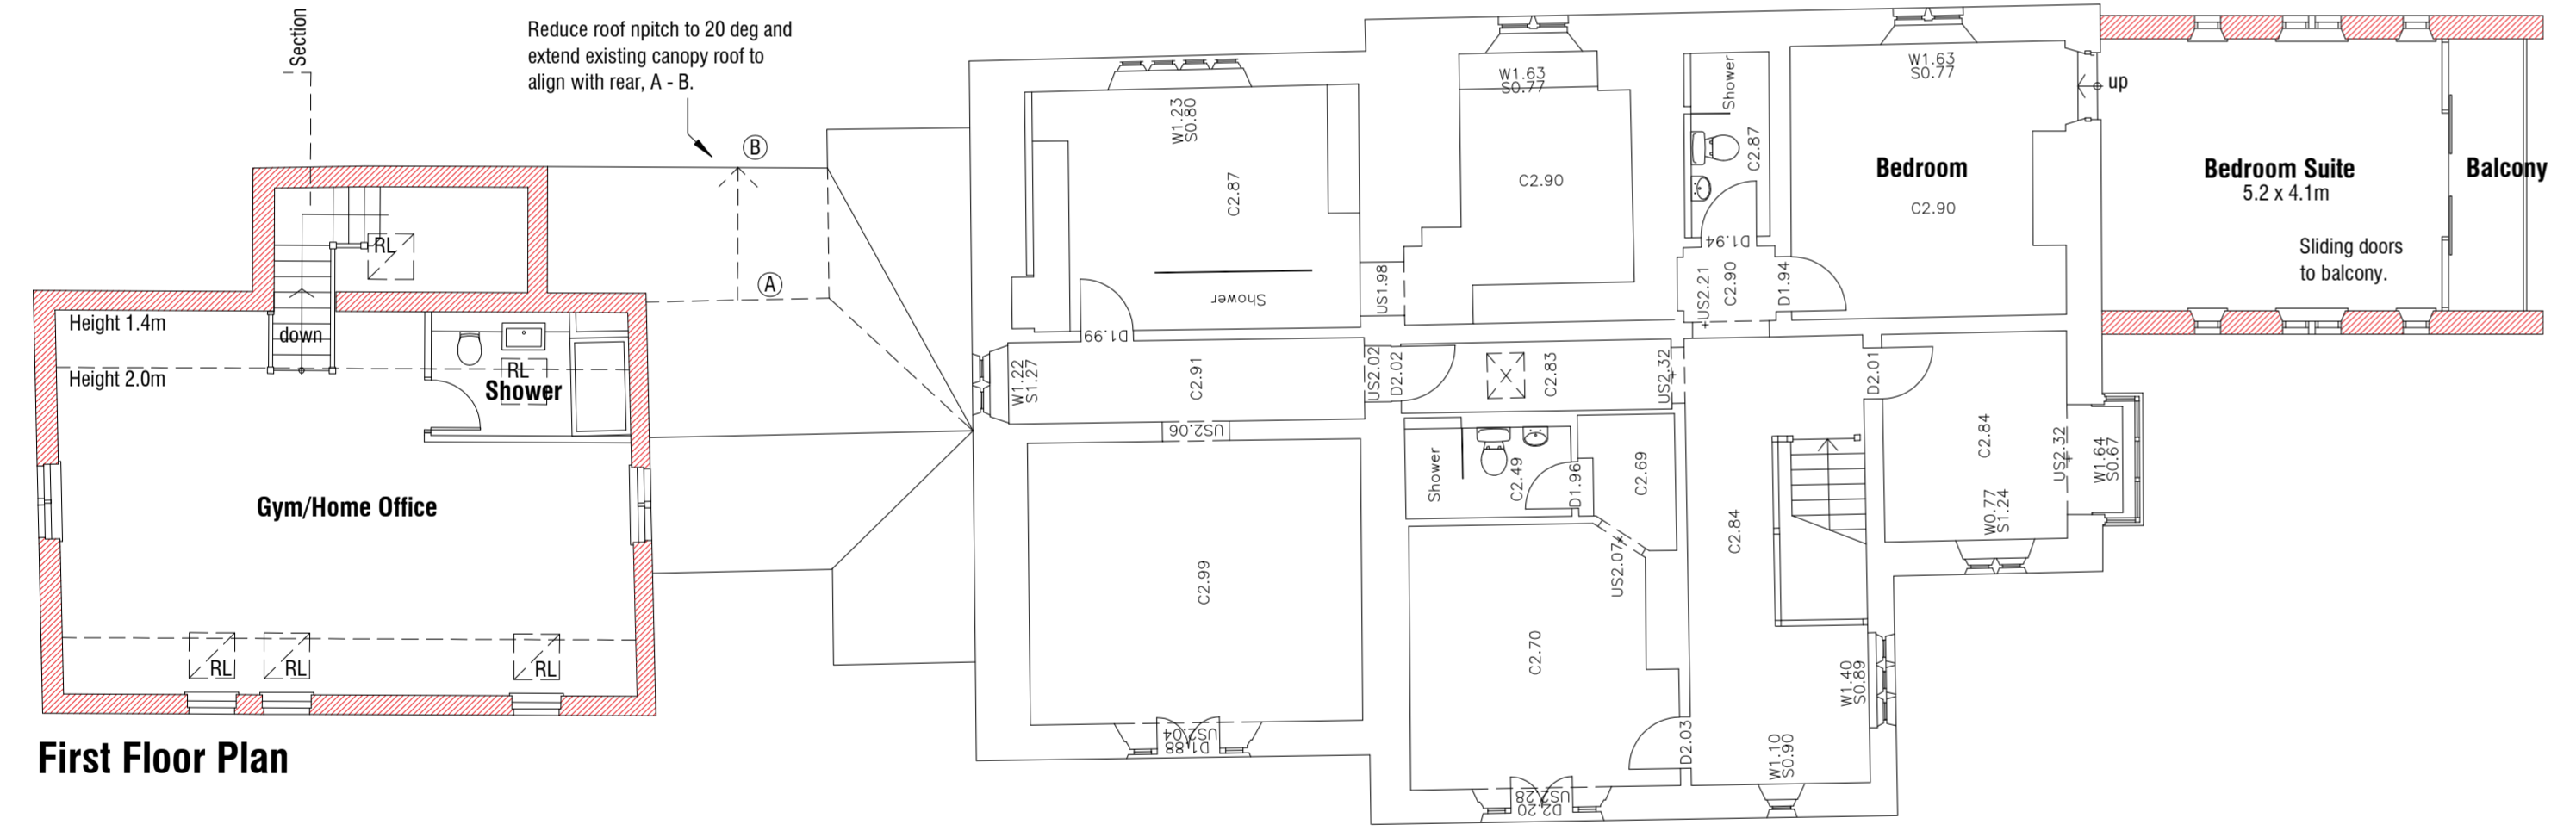 Section
Reduce roof npitch to 20 deg and
extend existing canopy roof to
align with rear, A - B.
B
A
RL
Height 1.4m
down
Height 2.0m
RL
Shower
Gym/Home Office
RL
RL
RL
First Floor Plan
W1.23
S0.80
C2.87
Shower
D1.99
US1.98
W1.63
S0.77
C2.90
Shower
C2.87
D1.94
US2.21
C2.90
D1.94
W1.63
S0.77
Bedroom
C2.90
up
Bedroom Suite
5.2 x 4.1m
Sliding doors
to balcony.
Balcony
W1.22
S1.27
C2.91
US2.02
D2.02
C2.83
US2.32
D2.01
US2.06
C2.99
US2.04
D1.88
Shower
C2.49
D1.96
C2.69
US2.07
C2.70
D2.03
US2.28
D2.20
C2.84
W1.40
S0.89
W1.10
S0.90
C2.84
W0.77
S1.24
US2.32
W1.64
S0.67